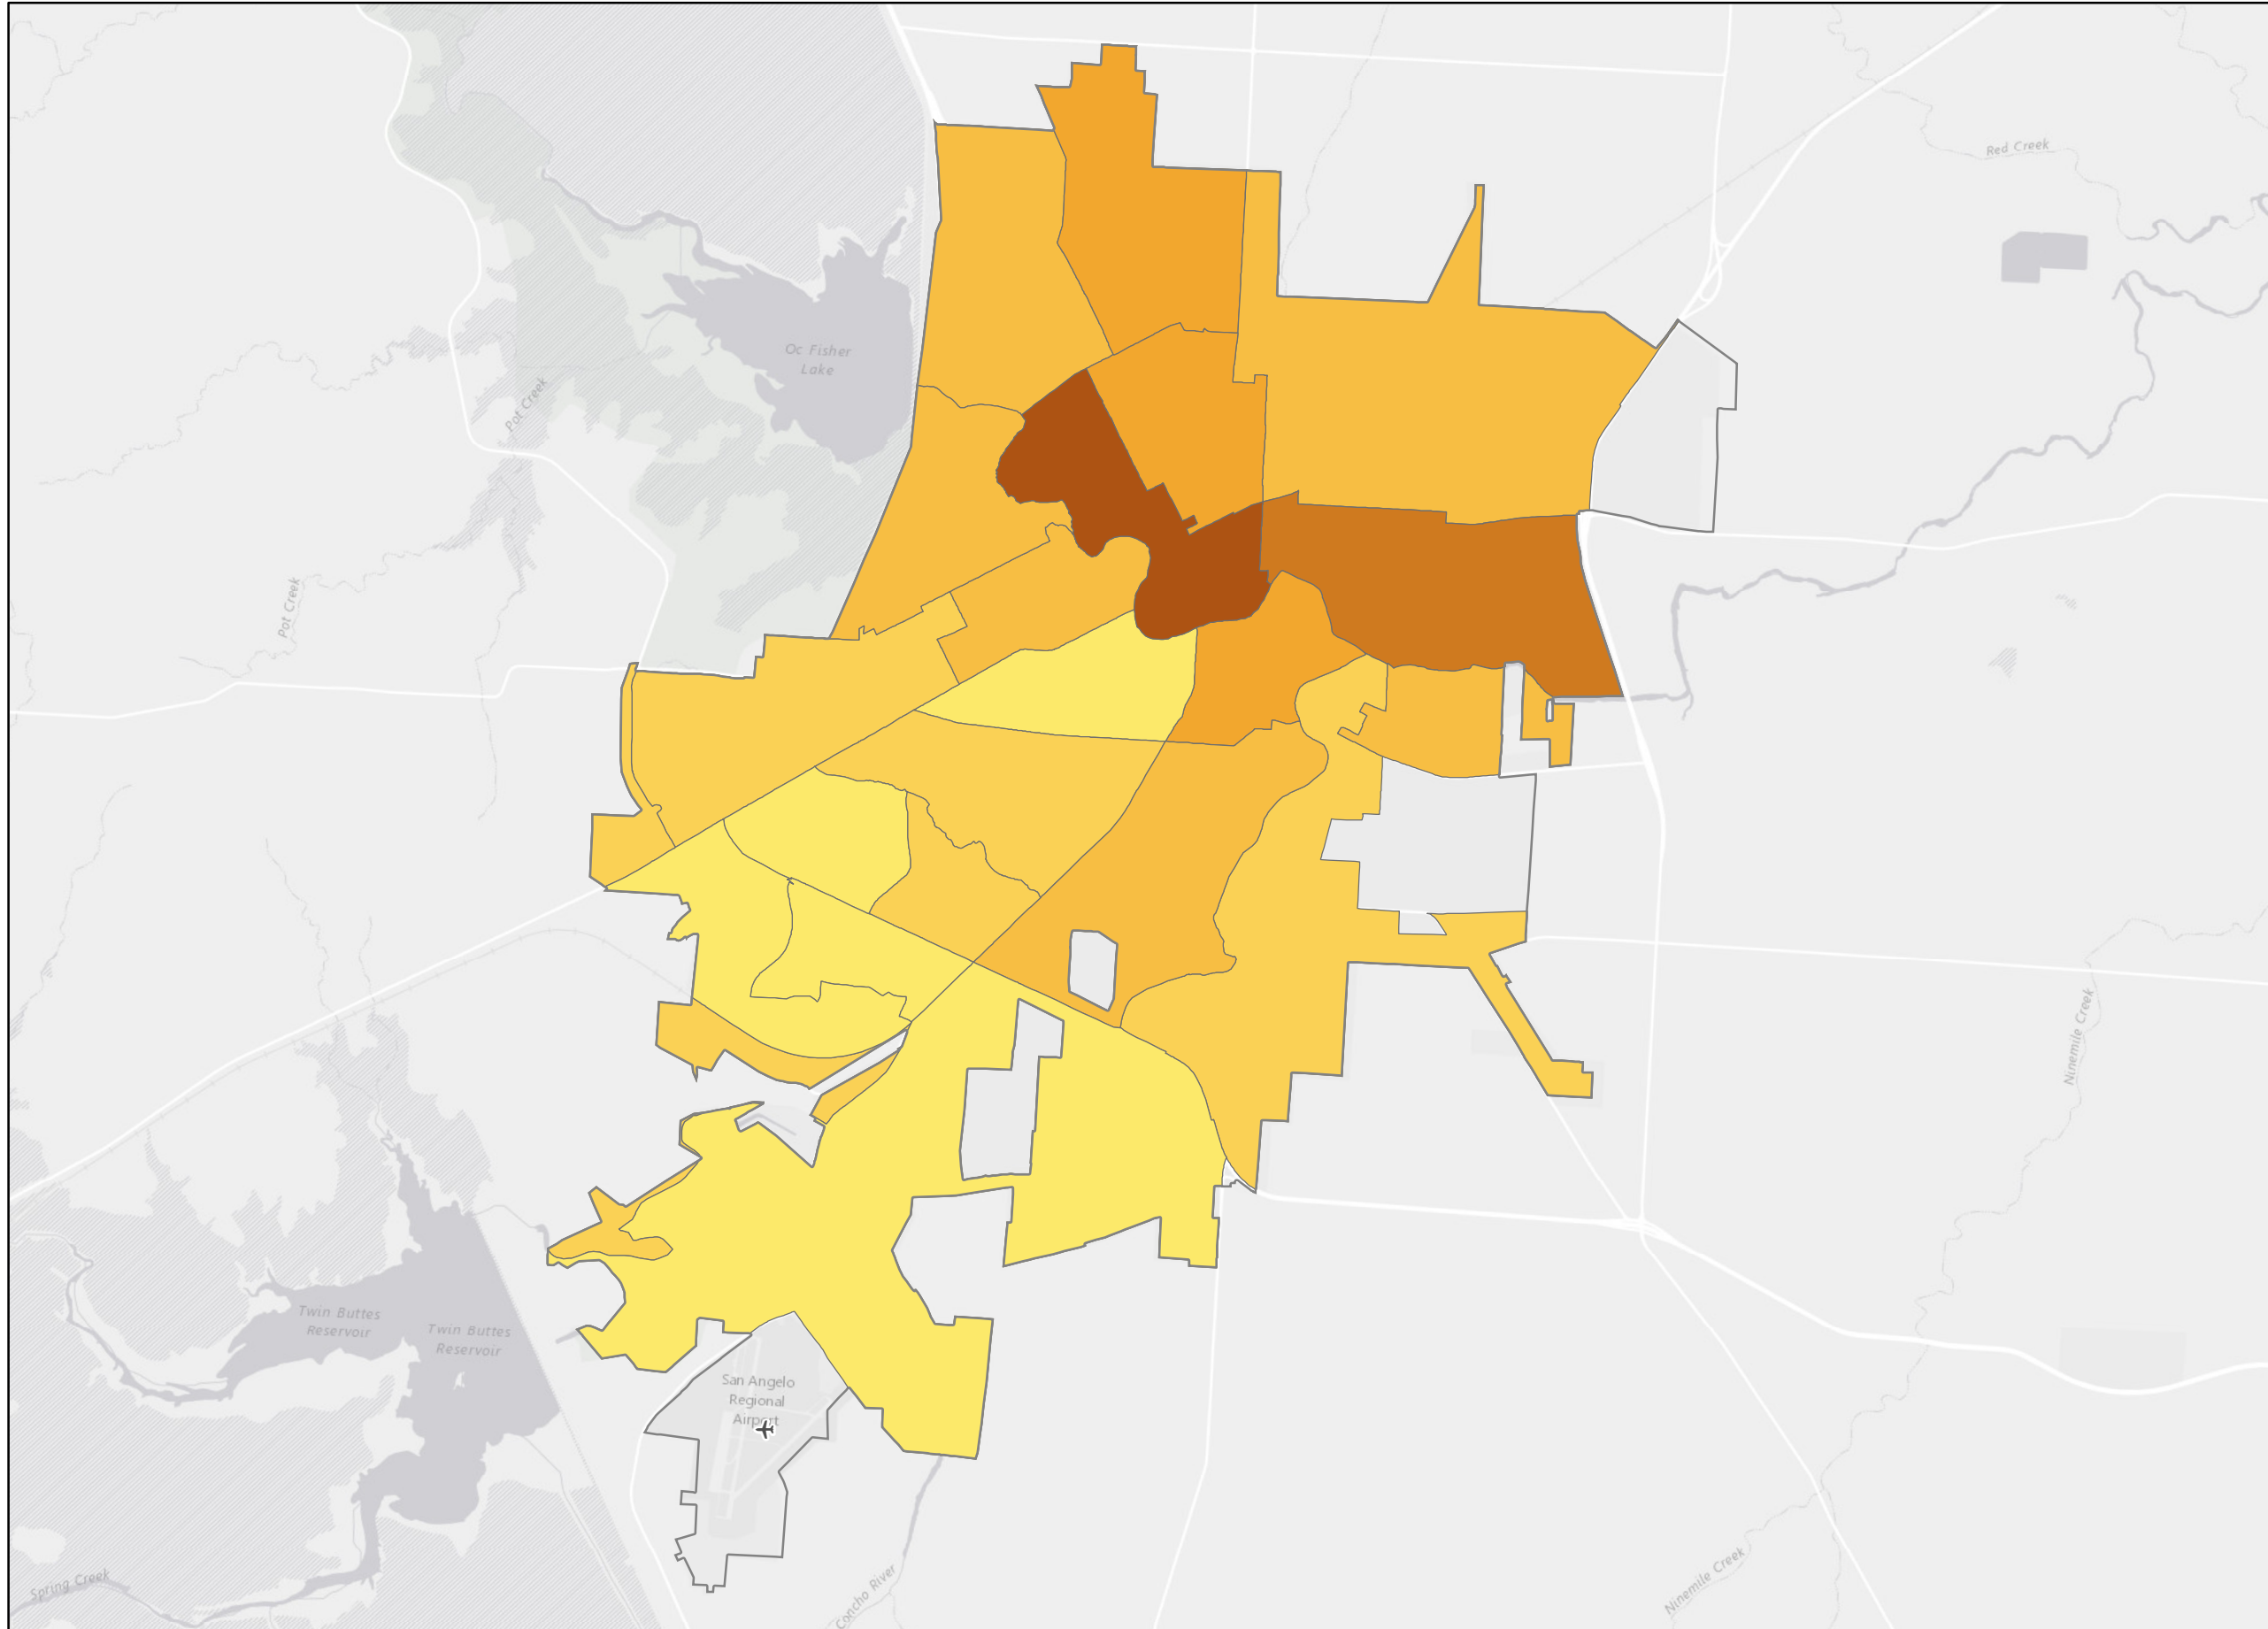 Red Creek
Oc Fisher
Lake
Pot Creek
Pot Creek
Ninemile Creek
Twin Buttes
Reservoir
Twin Buttes
Reservoir
San Angelo
Regional
Airport
Spring Creek
Concho River
Ninemile Creek